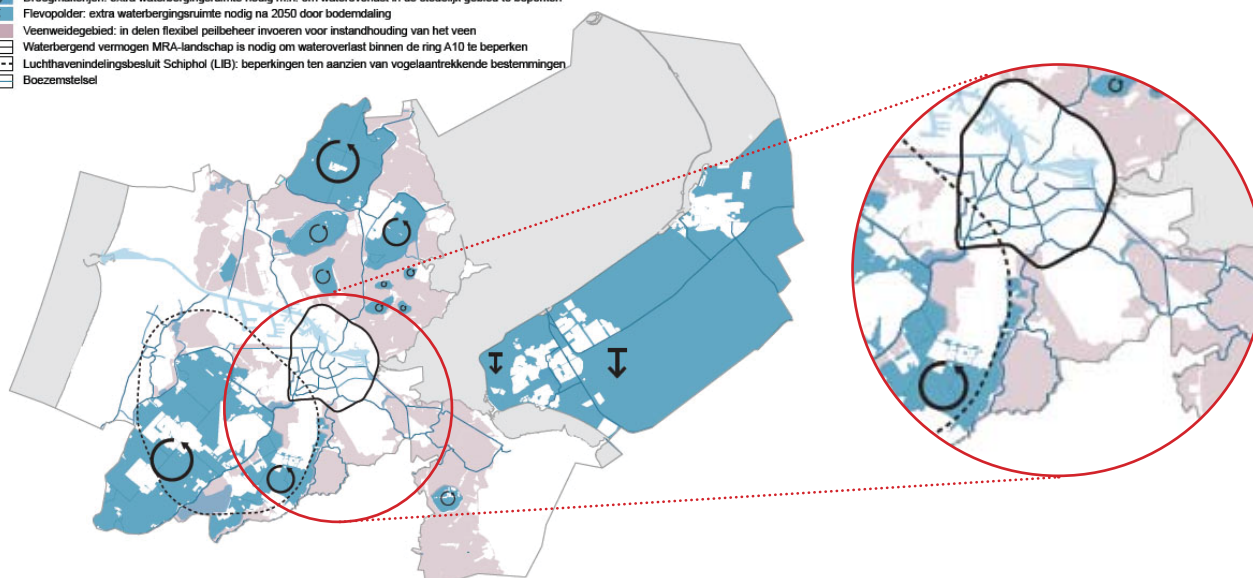 Flevopolder: extra waterbergingsruimte nodig na 2050 door bodemdaling
Veenweidegebied: in delen flexibel peilbeheer invoeren voor instandhouding van het veen
Waterbergend vermogen MRA-landschap is nodig om wateroverlast binnen de ring A10 te beperken
Luchthavenindelingsbesluit Schiphol (LIB): beperkingen ten aanzien van vogelaantrekkende bestemmingen
Boezemstelsel